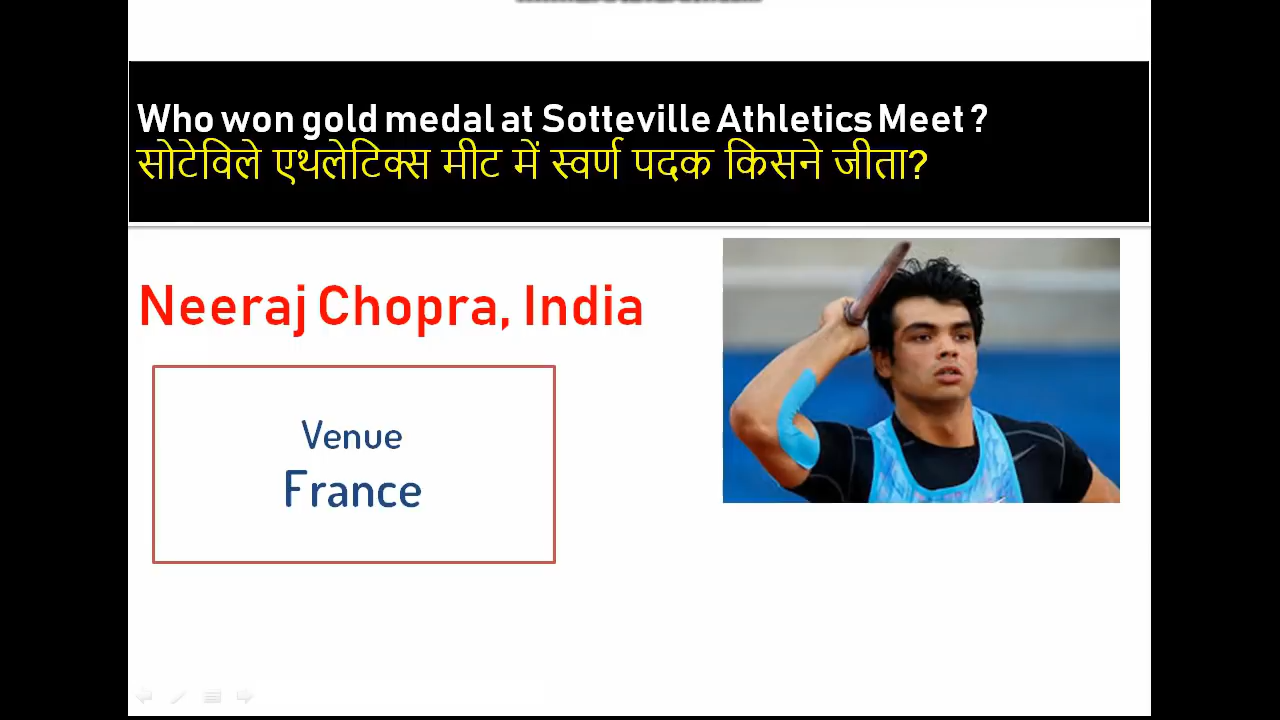 Who won gold medal at Sotteville Athletics Meet ?
सोटेविले एथलेटिक्स मीट में स्वर्ण पदक किसने जीता?
Neeraj Chopra, India
Venue
France